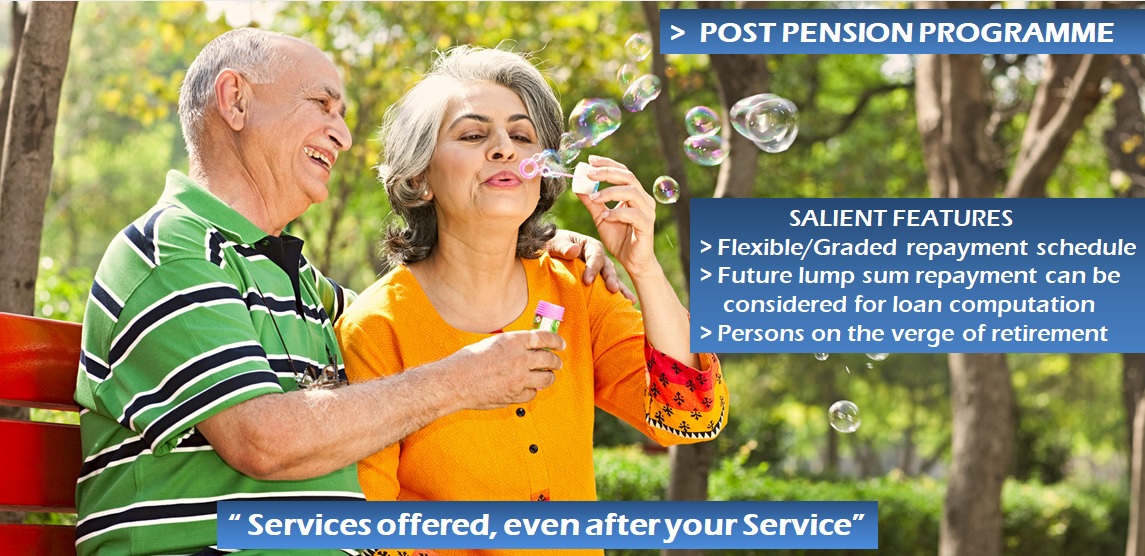 > POST PENSION PROGRAMME
SALIENT FEATURES
> Flexible/Graded repayment schedule
> Future lump sum repayment can be
considered for loan computation
> Persons on the verge of retirement
“ Services offered, even after your Service”